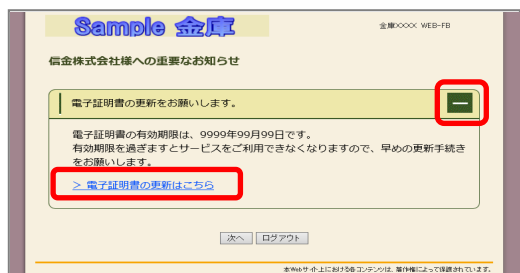 Sample 金庫
金庫XXXX WEB-FB
信金株式会社様への重要なお知らせ
電子証明書の更新をお願いします。
電子証明書の有効期限は、9999年99月99日です。
有効期限を過ぎますとサービスをご利用できなくなりますので、早めの更新手続き
をお願いします。
> 電子証明書の更新はこちら
次へ ログアウト
本Webサイト上における各コンテンツは、著作権によって保護されています。